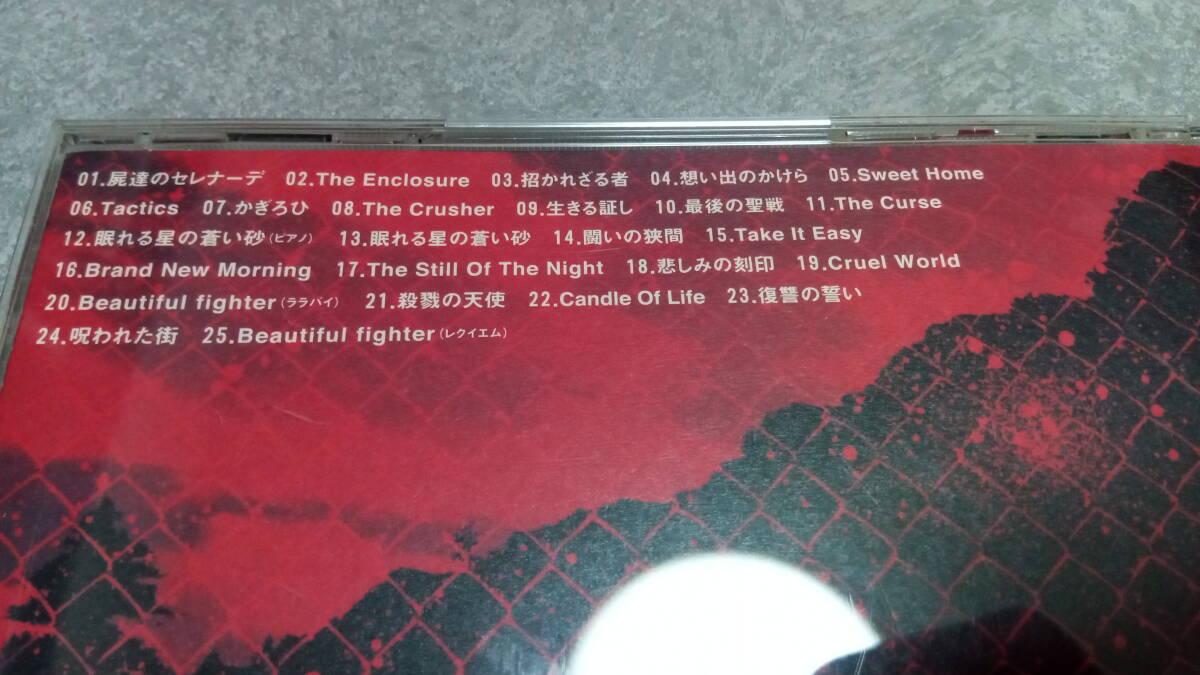 01.屍達のセレナーデ 02.The Enclosure 03.招かれざる者 04.想い出のかけら 05.Sweet Home
06.Tactics 07.かぎろひ 08.The Crusher 09.生きる証し 10.最後の聖戦 11.The Curse
12.眠れる星の蒼い砂(ピアノ) 13.眠れる星の蒼い砂 14.闘いの狭間 15.Take It Easy
16.Brand New Morning 17.The Still Of The Night 18.悲しみの刻印 19.Cruel World
20.Beautiful fighter(ララバイ) 21.殺戮の天使 22.Candle Of Life 23.復讐の誓い
24.呪われた街 25.Beautiful fighter(レクイエム)